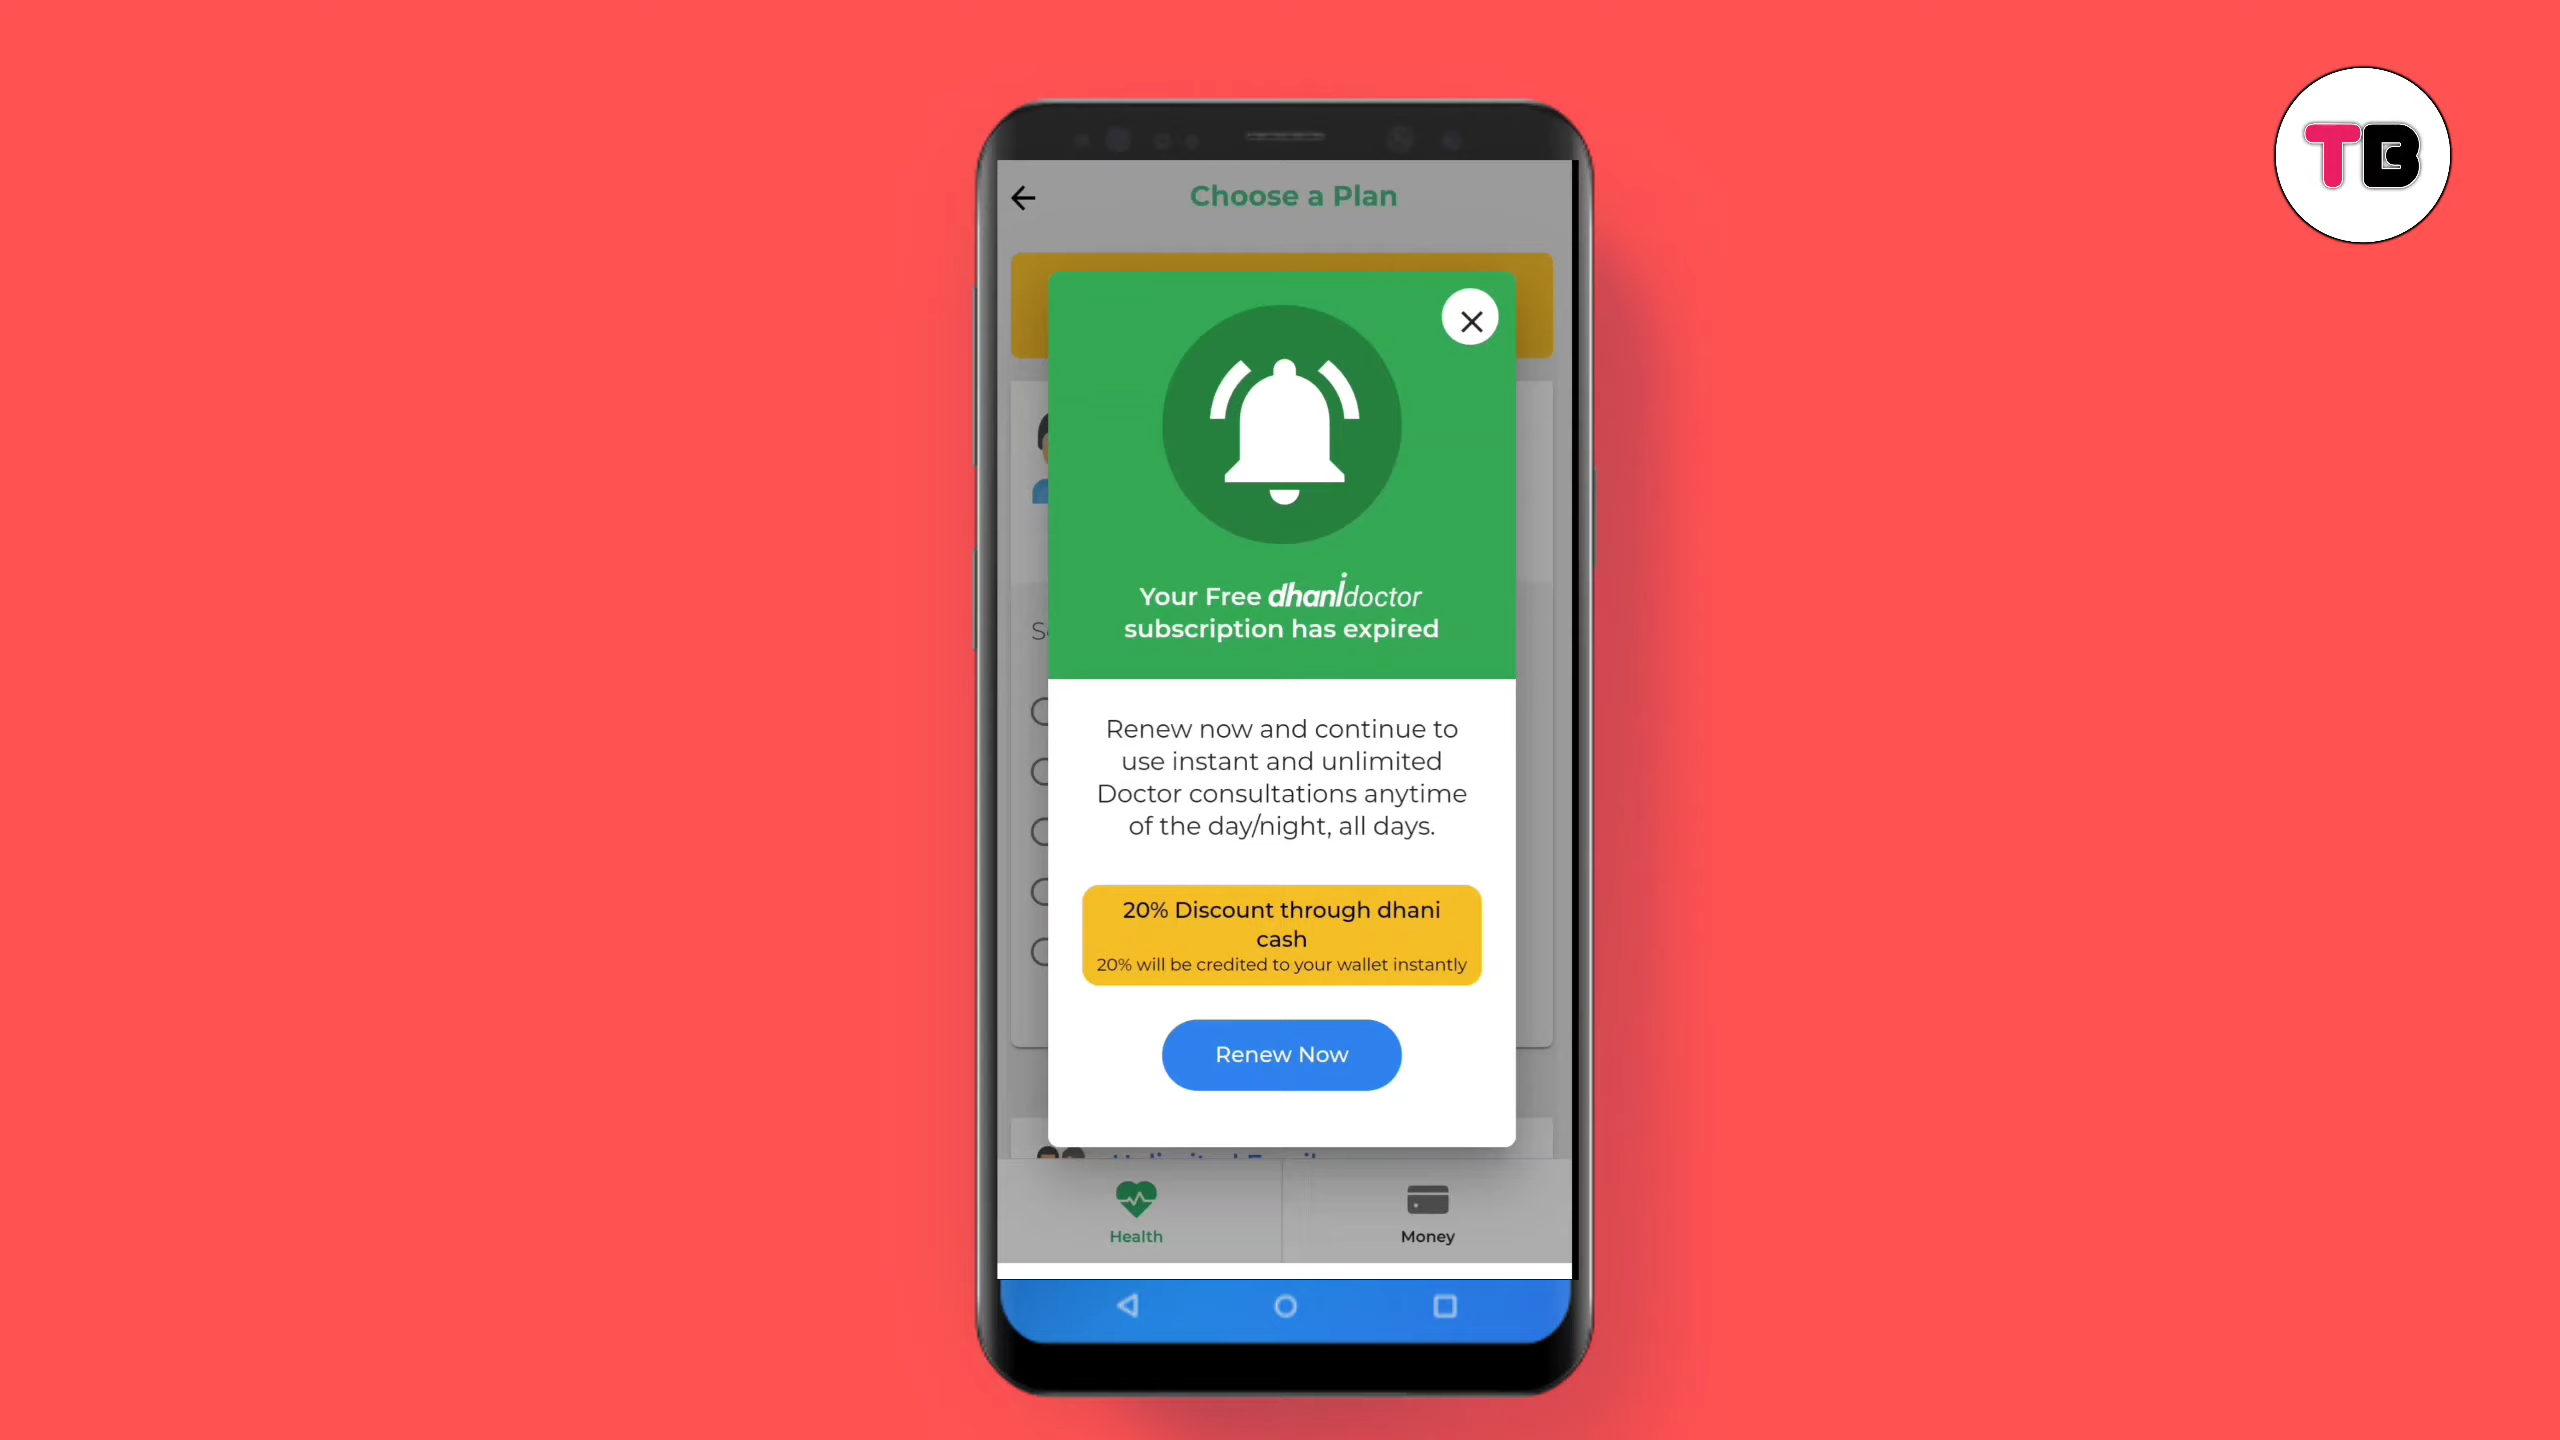 TB
Choose a Plan
Your Free dhani doctor
subscription has expired
Renew now and continue to
use instant and unlimited
Doctor consultations anytime
of the day/night, all days.
20% Discount through dhani
cash
20% will be credited to your wallet instantly
Renew Now
Health
Money